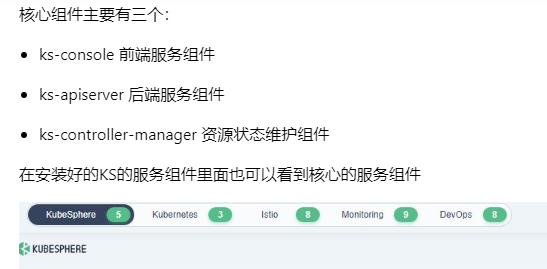 核心组件主要有三个：
ks-console 前端服务组件
ks-apiserver 后端服务组件
ks-controller-manager 资源状态维护组件
在安装好的KS的服务组件里面也可以看到核心的服务组件
KubeSphere 5 Kubernetes 3 Istio 8 Monitoring 9 DevOps 8
KUBESPHERE